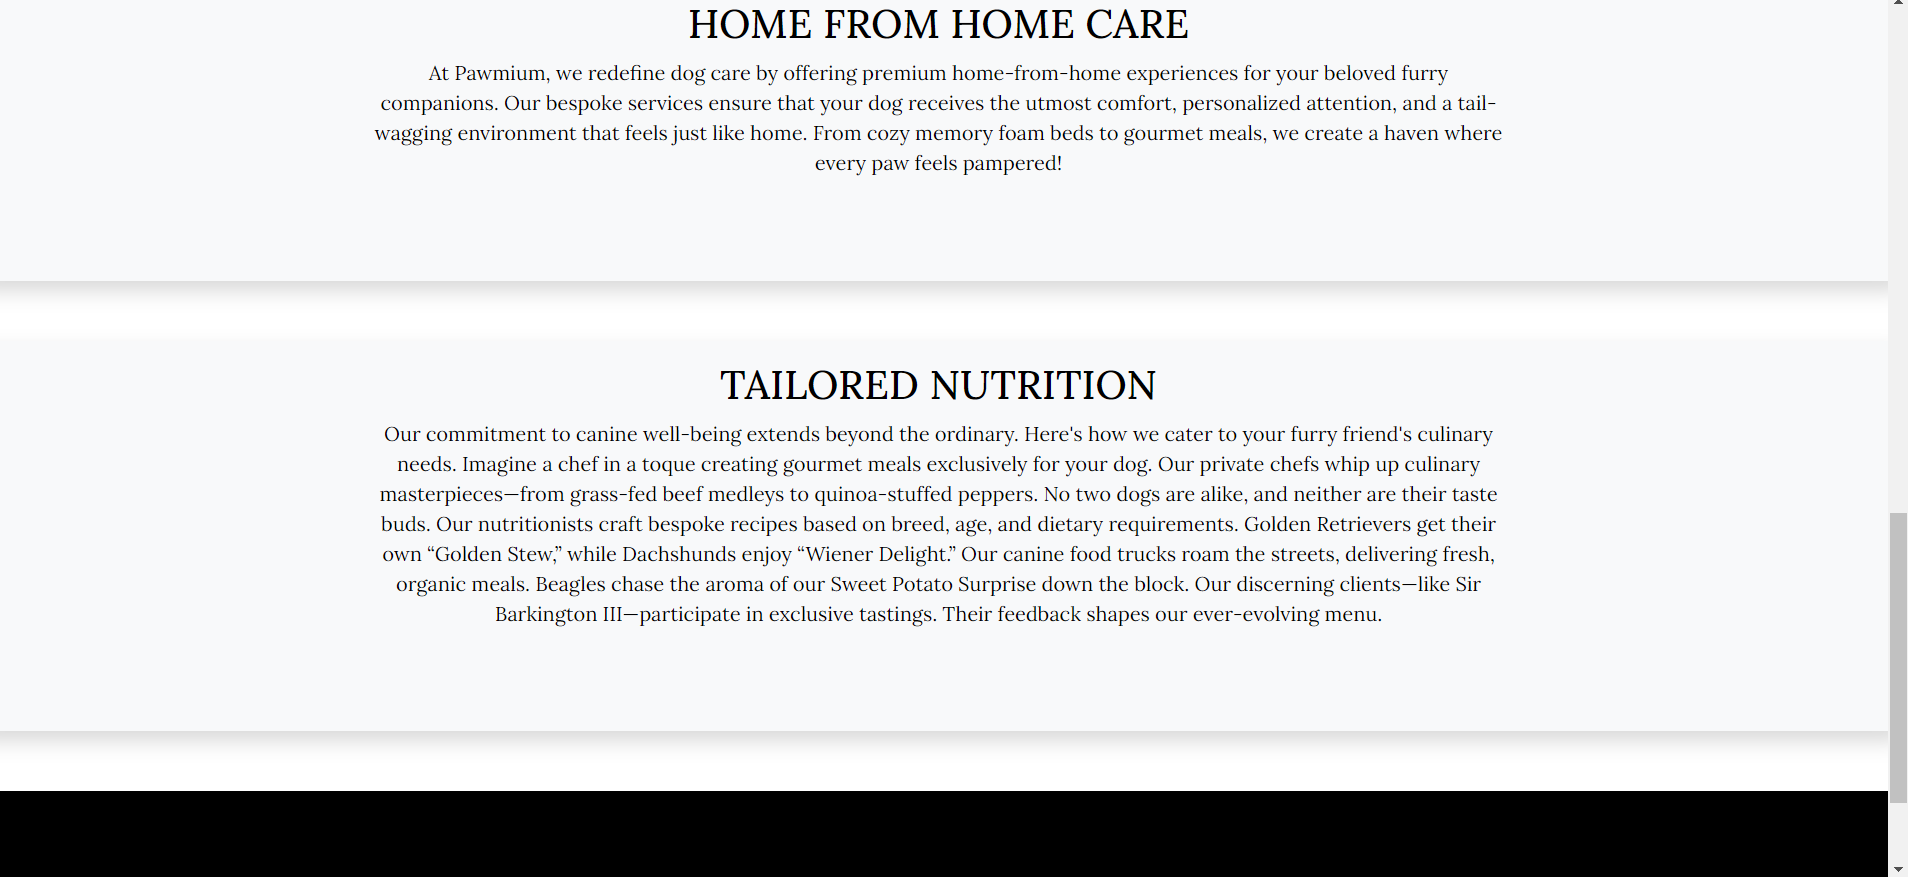 HOME FROM HOME CARE
At Pawmium, we redefine dog care by offering premium home-from-home experiences for your beloved furry
companions. Our bespoke services ensure that your dog receives the utmost comfort, personalized attention, and a tail-
wagging environment that feels just like home. From cozy memory foam beds to gourmet meals, we create a haven where
every paw feels pampered!
TAILORED NUTRITION
Our commitment to canine well-being extends beyond the ordinary. Here's how we cater to your furry friend's culinary
needs. Imagine a chef in a toque creating gourmet meals exclusively for your dog. Our private chefs whip up culinary
masterpieces—from grass-fed beef medleys to quinoa-stuffed peppers. No two dogs are alike, and neither are their taste
buds. Our nutritionists craft bespoke recipes based on breed, age, and dietary requirements. Golden Retrievers get their
own “Golden Stew,” while Dachshunds enjoy “Wiener Delight.” Our canine food trucks roam the streets, delivering fresh,
organic meals. Beagles chase the aroma of our Sweet Potato Surprise down the block. Our discerning clients—like Sir
Barkington III—participate in exclusive tastings. Their feedback shapes our ever-evolving menu.